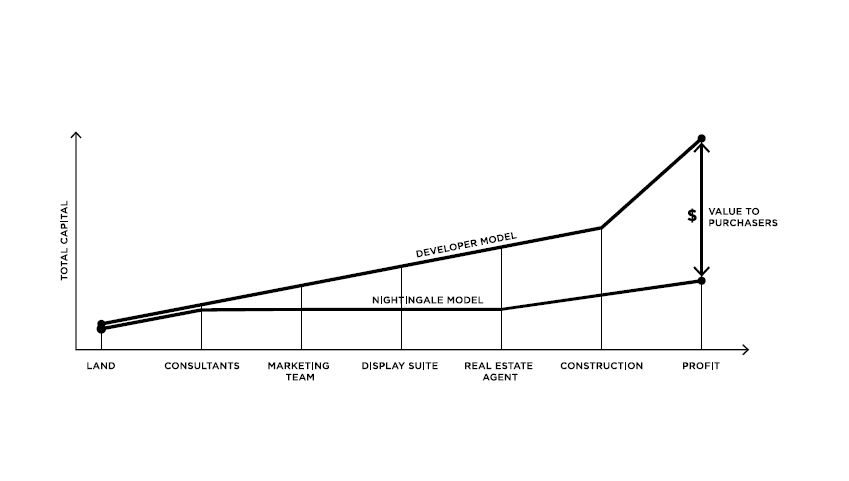 TOTAL CAPITAL
DEVELOPER MODEL
NIGHTINGALE MODEL
$
VALUE TO
PURCHASERS
LAND
CONSULTANTS
MARKETING
TEAM
DISPLAY SUITE
REAL ESTATE
AGENT
CONSTRUCTION
PROFIT